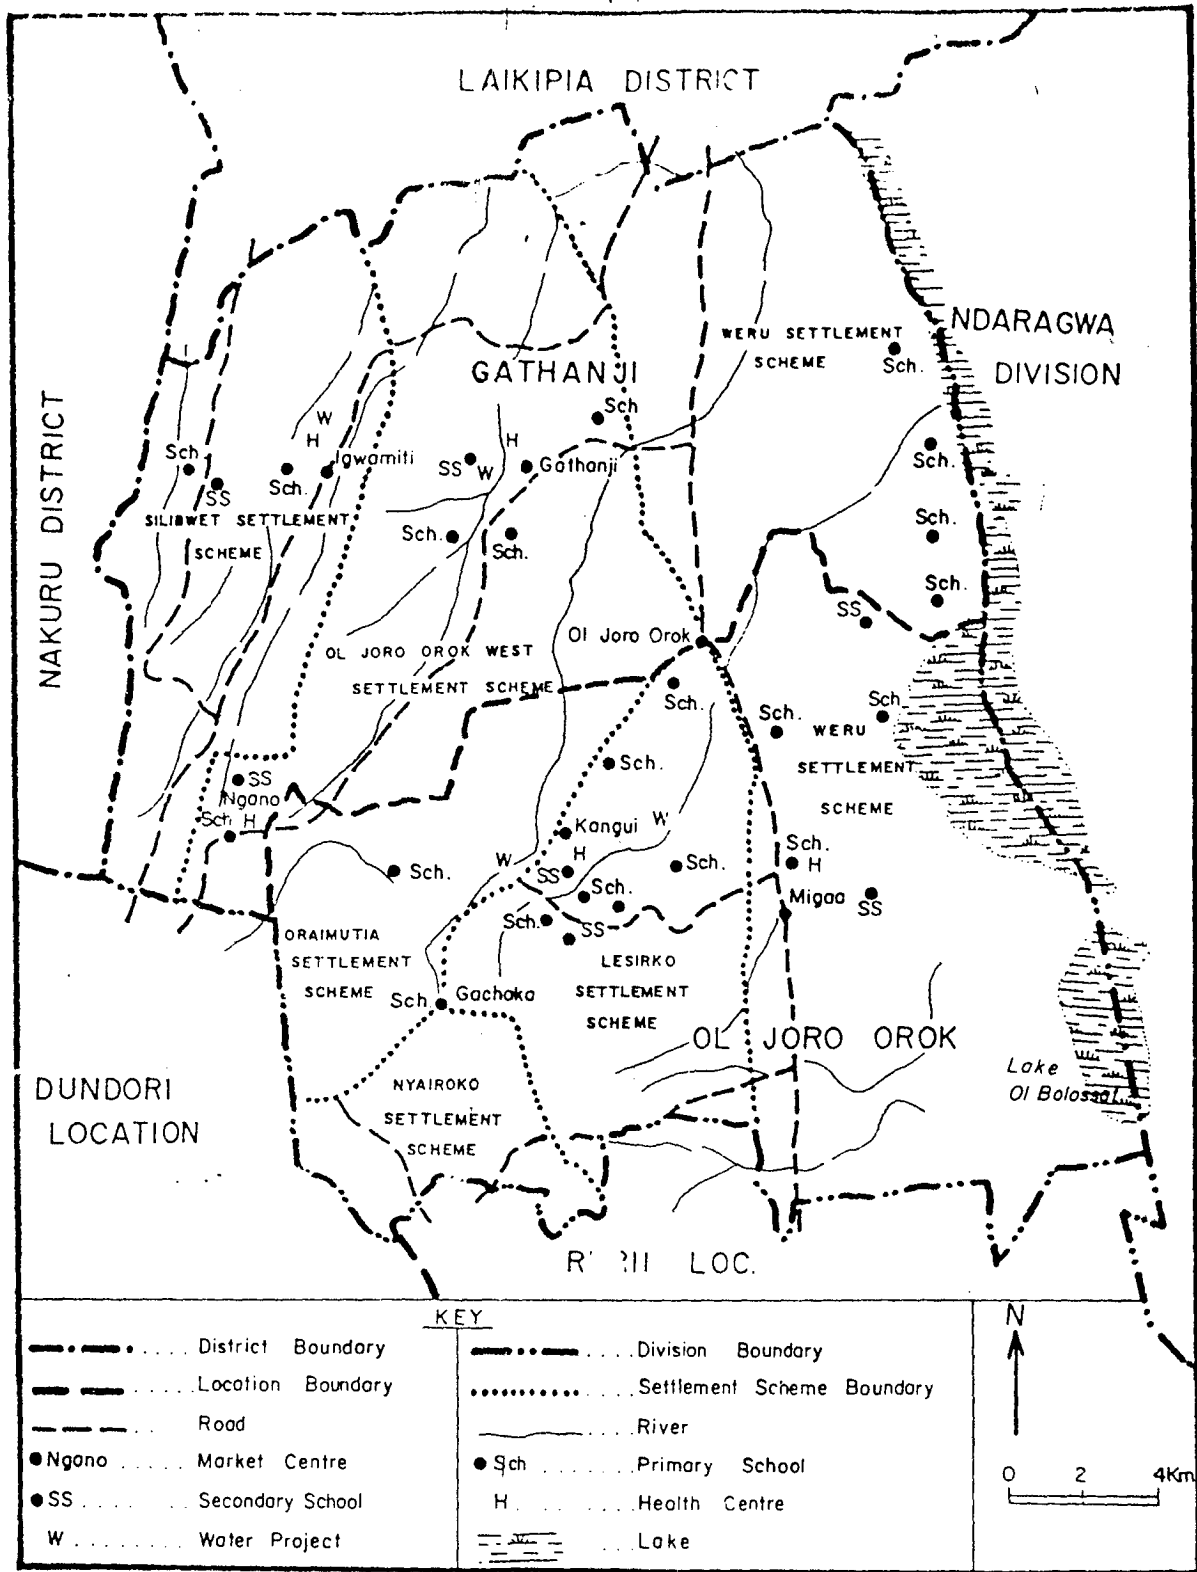 LAIKIPIA DISTRICT
NDARAGWA
DIVISION
WERU SETTLEMENT
SCHEME
Sch.
GATHANJI
Sch
NAKURU DISTRICT
W
H
Igwamiti
Sch.
SS
Sch.
H
SS
W
Gathanji
Sch.
SILIBWET SETTLEMENT
SCHEME
Sch.
Sch.
Sch.
Sch.
SS
Ol Joro Orok
OL JORO OROK WEST
SETTLEMENT SCHEME
Sch.
Sch.
Sch.
WERU
SETTLEMENT
SCHEME
Sch.
SS
Ngano
Sch
H
Kangui
W
W
H
SS
Sch.
Sch.
Sch.
H
Sch.
Migaa
SS
Sch.
SS
ORAIMUTIA
SETTLEMENT
SCHEME
LESIRKO
SETTLEMENT
SCHEME
Sch.
Gachoka
OL JORO OROK
Lake
Ol Bolossat
DUNDORI
LOCATION
NYAIROKO
SETTLEMENT
SCHEME
LOC.
KEY
District Boundary
Location Boundary
Road
Ngano Market Centre
SS Secondary School
W Water Project
Division Boundary
Settlement Scheme Boundary
River
Sch Primary School
H Health Centre
Lake
N
0 2 4Km